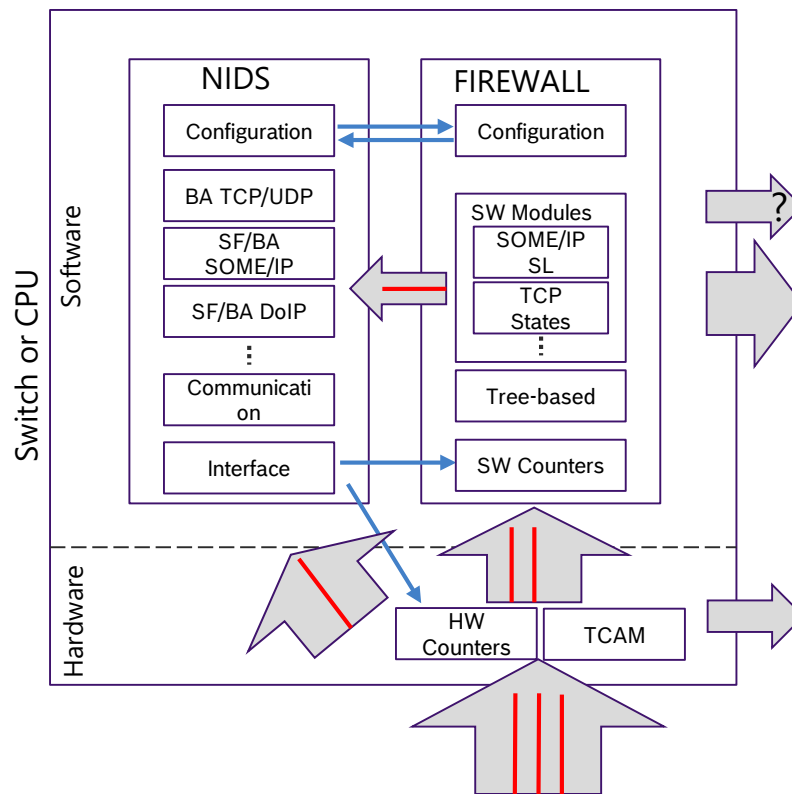 NIDS
FIREWALL
Configuration
Configuration
BA TCP/UDP
SW Modules
SF/BA
SOME/IP
SOME/IP
SL
SF/BA DoIP
TCP
States
Communicati
on
Tree-based
Interface
SW Counters
HW
Counters
TCAM
Switch or CPU
Software
Hardware
?